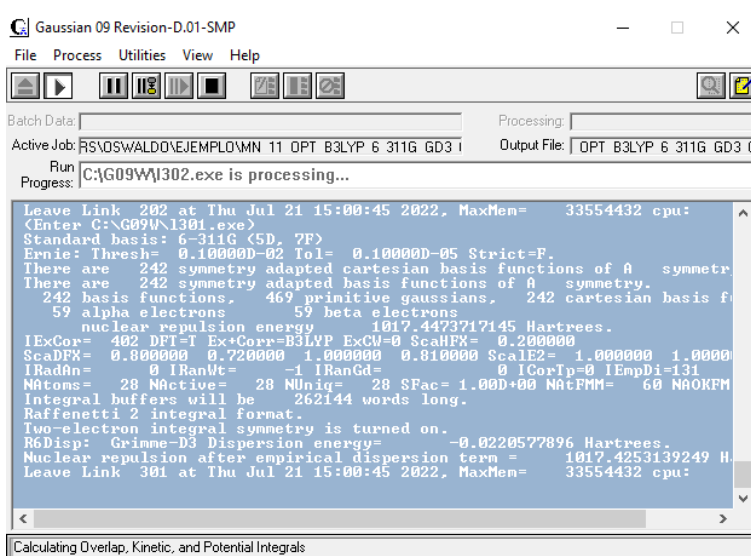 Gaussian 09 Revision-D.01-SMP
File Process Utilities View Help
Batch Data: Processing:
Active Job: RS\OSWALDO\EJEMPLO\MN 11 OPT B3LYP 6 311G GD3 Output File: OPT B3LYP 6 311G GD3
Run Progress: C:\G09W\l302.exe is processing...
Leave Link 202 at Thu Jul 21 15:00:45 2022, MaxMem= 33554432 cpu:
(Enter C:\G09W\l301.exe)
Standard basis: 6-311G (5D, 7F)
Ernie: Thresh= 0.10000D-02 Tol= 0.10000D-05 Strict=F.
There are 242 symmetry adapted cartesian basis functions of A symmetr
There are 242 symmetry adapted basis functions of A symmetry.
242 basis functions, 469 primitive gaussians, 242 cartesian basis f
59 alpha electrons 59 beta electrons
nuclear repulsion energy 1017.4473717145 Hartrees.
IExCor= 402 DFT=T Ex+Corr=B3LYP ExCW=0 ScaHFX= 0.200000
ScaDFX= 0.800000 0.720000 1.000000 0.810000 ScalE2= 1.000000 1.0000
IRadAn= 0 IRanWt= -1 IRanGd= 0 ICorTp=0 IEmpDi=131
NAtoms= 28 NActive= 28 NUniq= 28 SFac= 1.00D+00 NAtFMM= 60 NAOKFM
Integral buffers will be 262144 words long.
Raffenetti 2 integral format.
Two-electron integral symmetry is turned on.
R6Disp: Grimme-D3 Dispersion energy= -0.0220577896 Hartrees.
Nuclear repulsion after empirical dispersion term = 1017.4253139249 H
Leave Link 301 at Thu Jul 21 15:00:45 2022, MaxMem= 33554432 cpu:
Calculating Overlap, Kinetic, and Potential Integrals